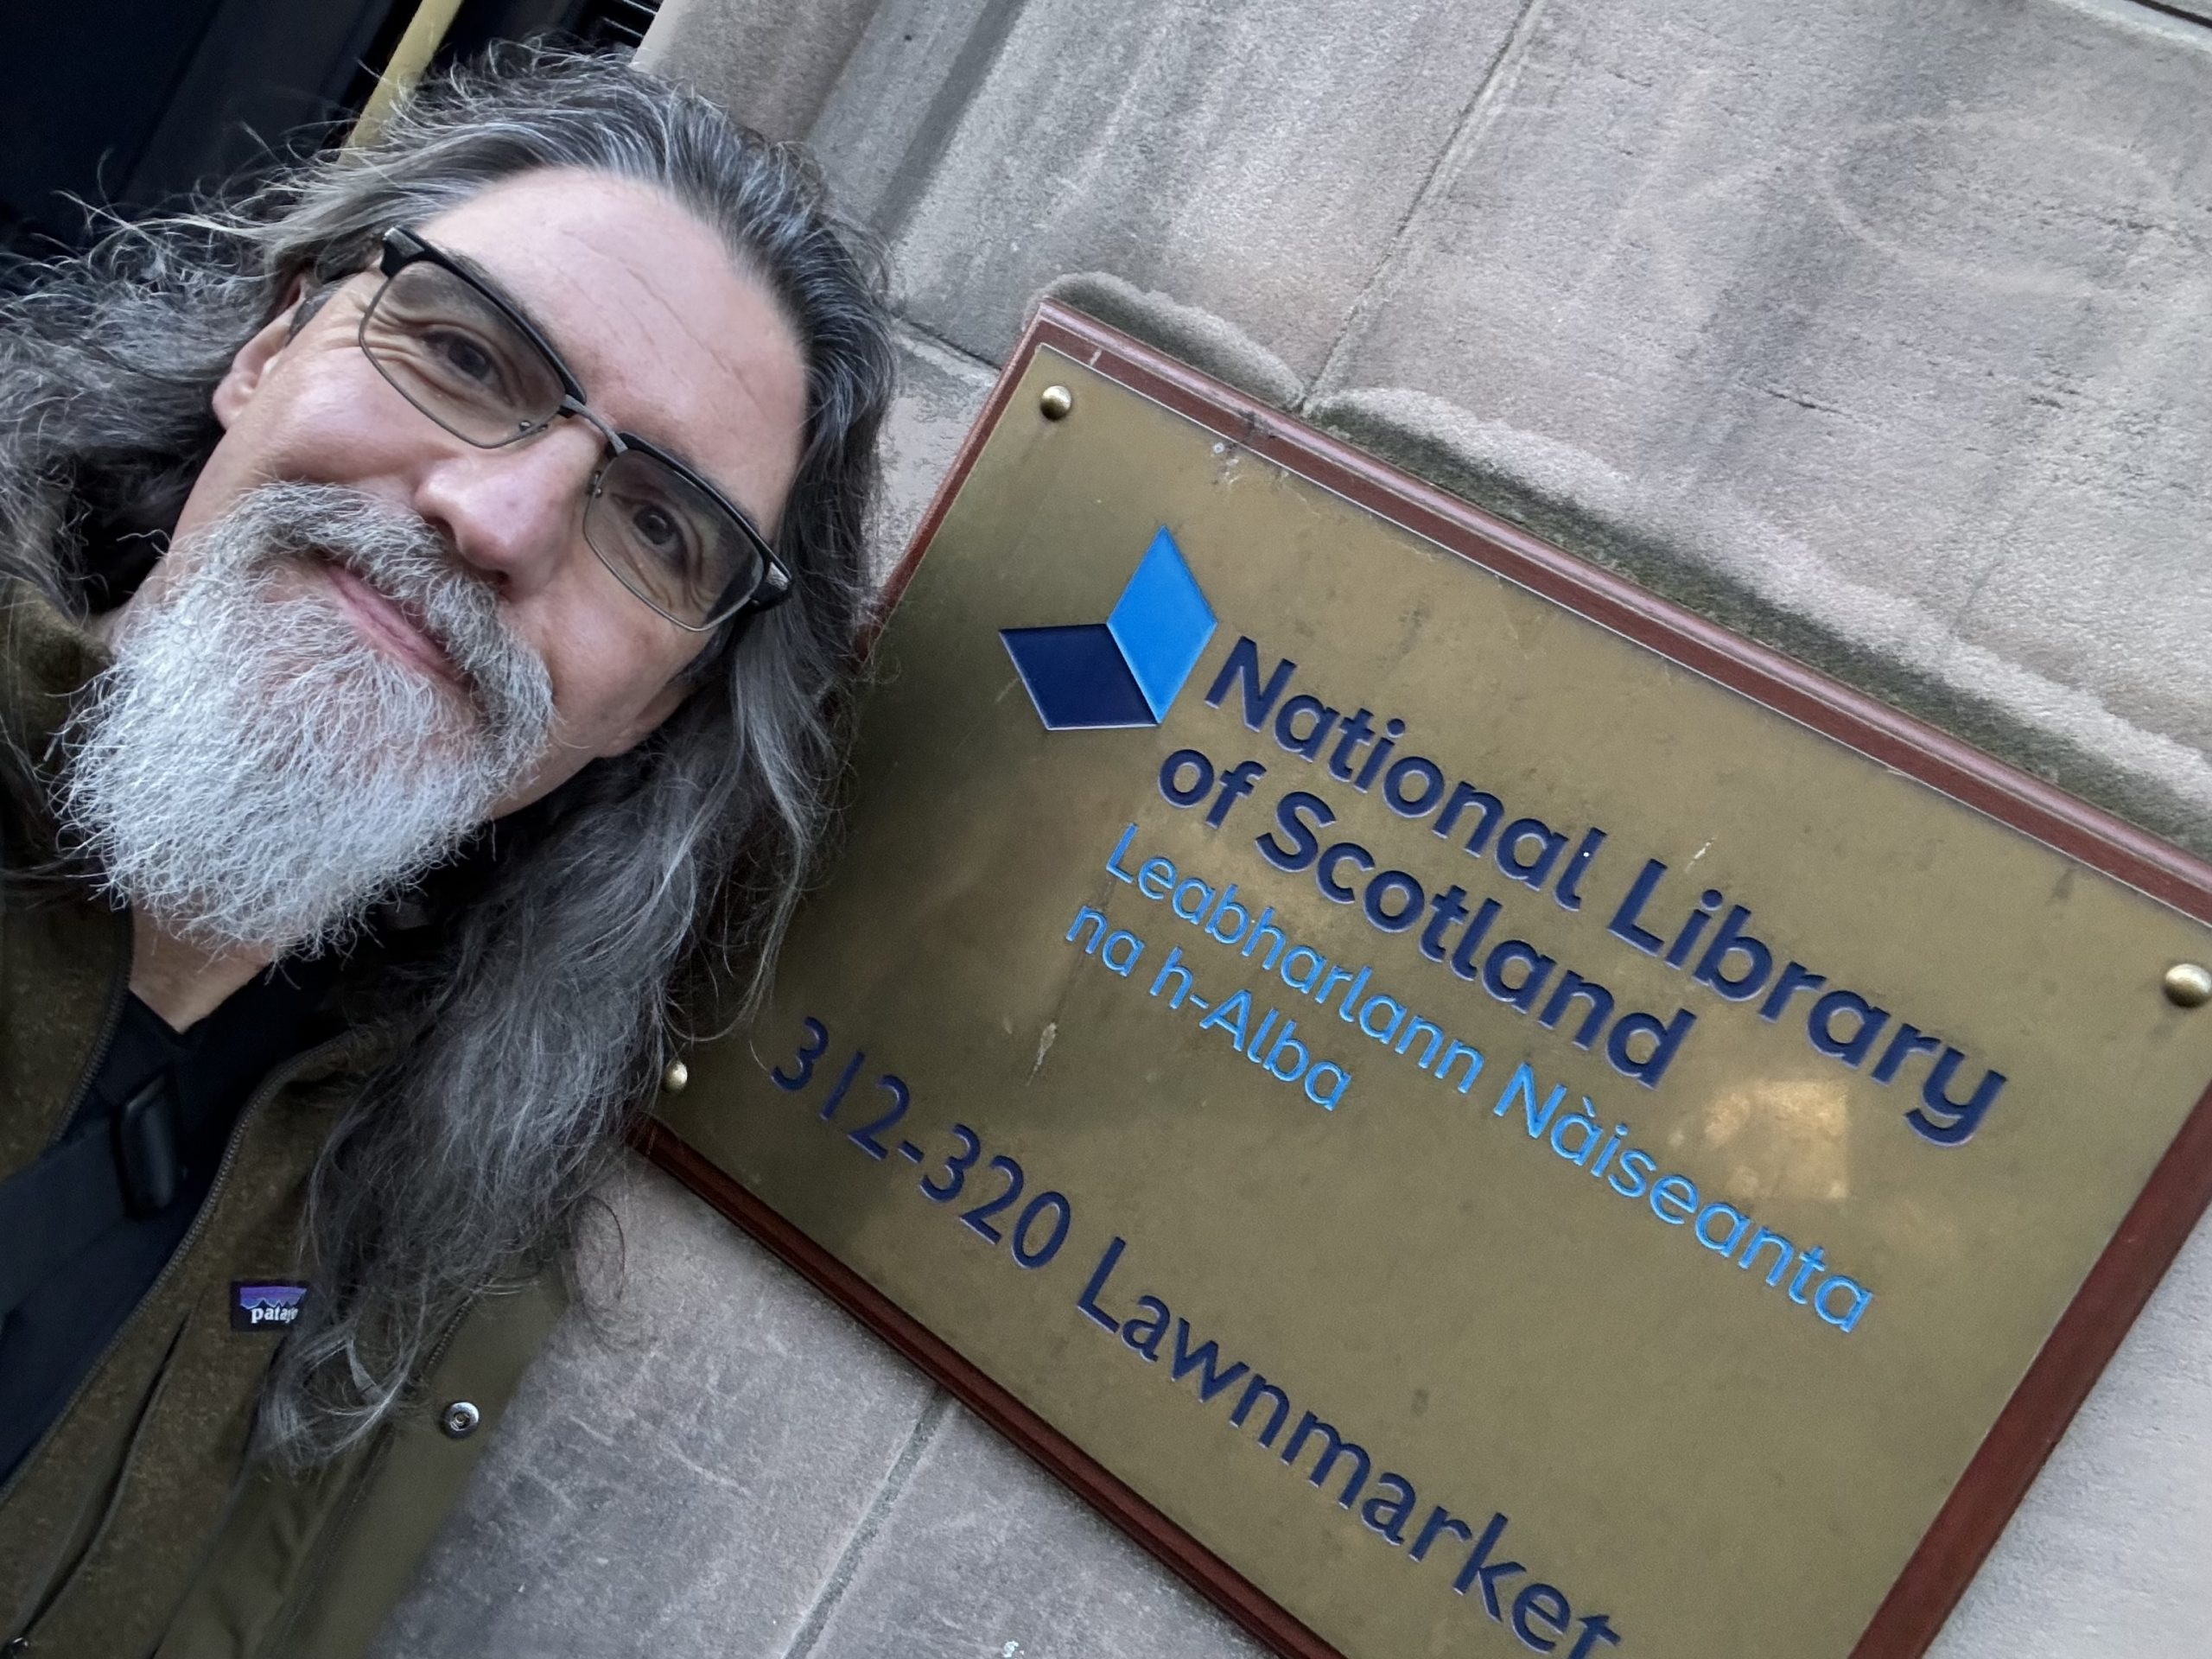 National Library
of Scotland
Leabharlann Nàiseanta
na h-Alba
312-320 Lawnmarket